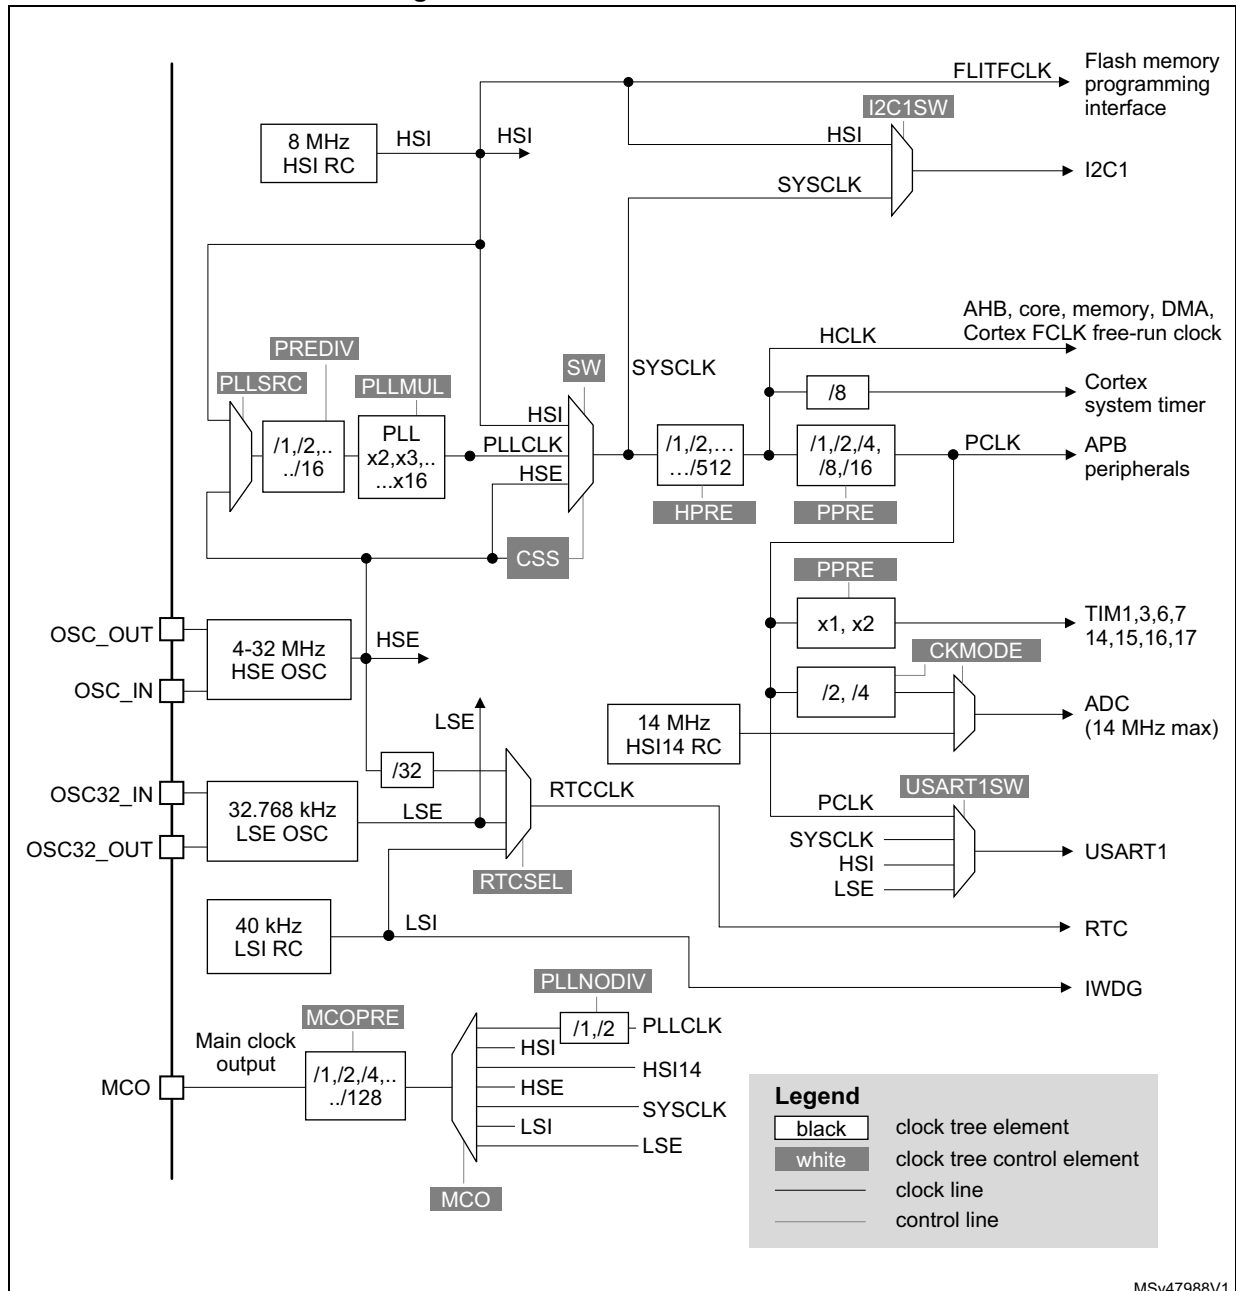 FLITFCLK
Flash memory
programming
interface
I2C1SW
8 MHz
HSI RC
HSI
HSI
HSI
I2C1
SYSCLK
AHB, core, memory, DMA,
Cortex FCLK free-run clock
HCLK
PREDIV
PLLSRC
PLLMUL
SW
SYSCLK
/8
Cortex
system timer
HSI
/1,/2,..
../16
PLL
x2,x3,..
...x16
PLLCLK
HSE
/1,/2,…
…/512
/1,/2,/4,
/8,/16
PCLK
APB
peripherals
HPRE
PPRE
CSS
PPRE
OSC_OUT
4-32 MHz
HSE OSC
HSE
x1, x2
TIM1,3,6,7
14,15,16,17
CKMODE
OSC_IN
/2, /4
14 MHz
HSI14 RC
ADC
(14 MHz max)
LSE
/32
OSC32_IN
32.768 kHz
LSE OSC
LSE
RTCCLK
OSC32_OUT
PCLK
USART1SW
SYSCLK
HSI
LSE
USART1
RTCSEL
40 kHz
LSI RC
LSI
RTC
IWDG
PLLNODIV
MCOPRE
Main clock
output
/1,/2
PLLCLK
HSI
HSI14
MCO
/1,/2,/4,..
../128
HSE
SYSCLK
LSI
LSE
MCO
Legend
black
clock tree element
white
clock tree control element
clock line
control line
MSv47988V1